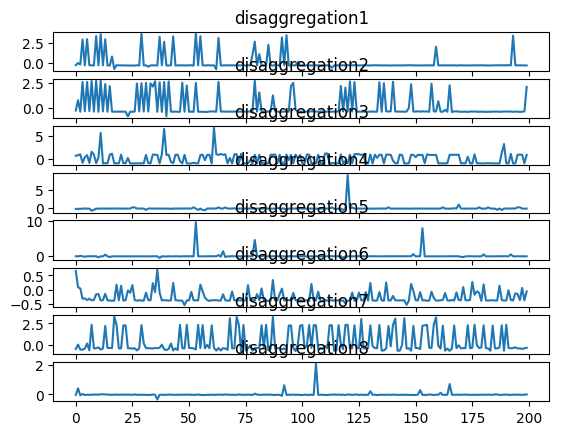 disaggregation1
2.5
0.0
disaggregation2
2.5
0.0
disaggregation3
5
0
disaggregation4
5
0
disaggregation5
10
0
disaggregation6
0.5
0.0
−0.5
disaggregation7
2.5
0.0
disaggregation8
2
0
0 25 50 75 100 125 150 175 200